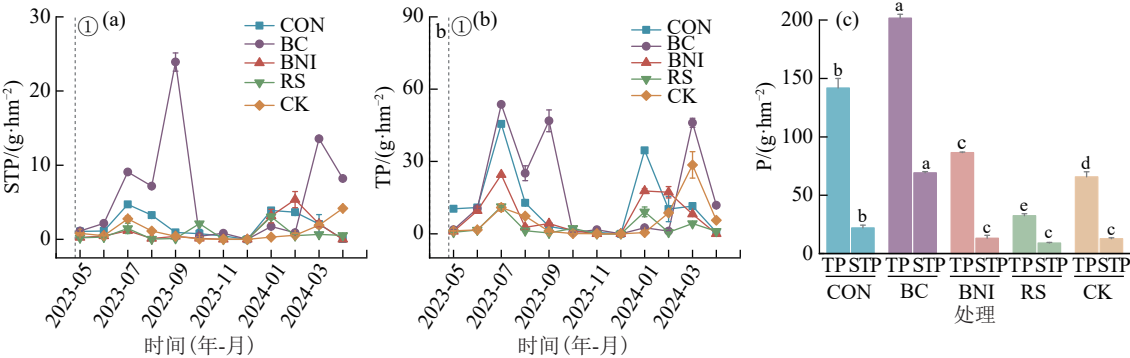 ① (a)
STP/(g·hm⁻²)
30
20
10
0
CON
BC
BNI
RS
CK
2023-05
2023-07
2023-09
2023-11
2024-01
2024-03
时间(年-月)
b ① (b)
TP/(g·hm⁻²)
90
60
30
0
CON
BC
BNI
RS
CK
2023-05
2023-07
2023-09
2023-11
2024-01
2024-03
时间(年-月)
(c)
P/(g·hm⁻²)
200
150
100
50
0
b b a a c c e c d c
TP STP TP STP TP STP TP STP TP STP
CON BC BNI RS CK
处理